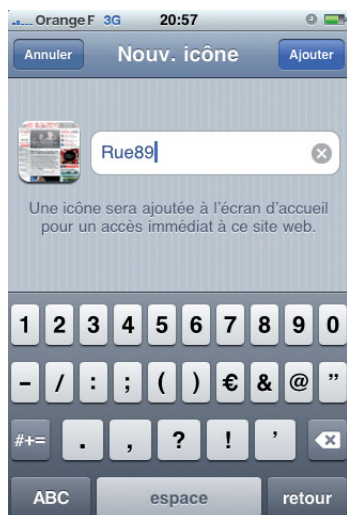 Orange F 3G 20:57
Annuler Nouv. icône Ajouter
Rue89
Une icône sera ajoutée à l'écran d'accueil
pour un accès immédiat à ce site web.
1 2 3 4 5 6 7 8 9 0
- / : ; ( ) € & @ "
#+= . , ? ! ' 
ABC espace retour